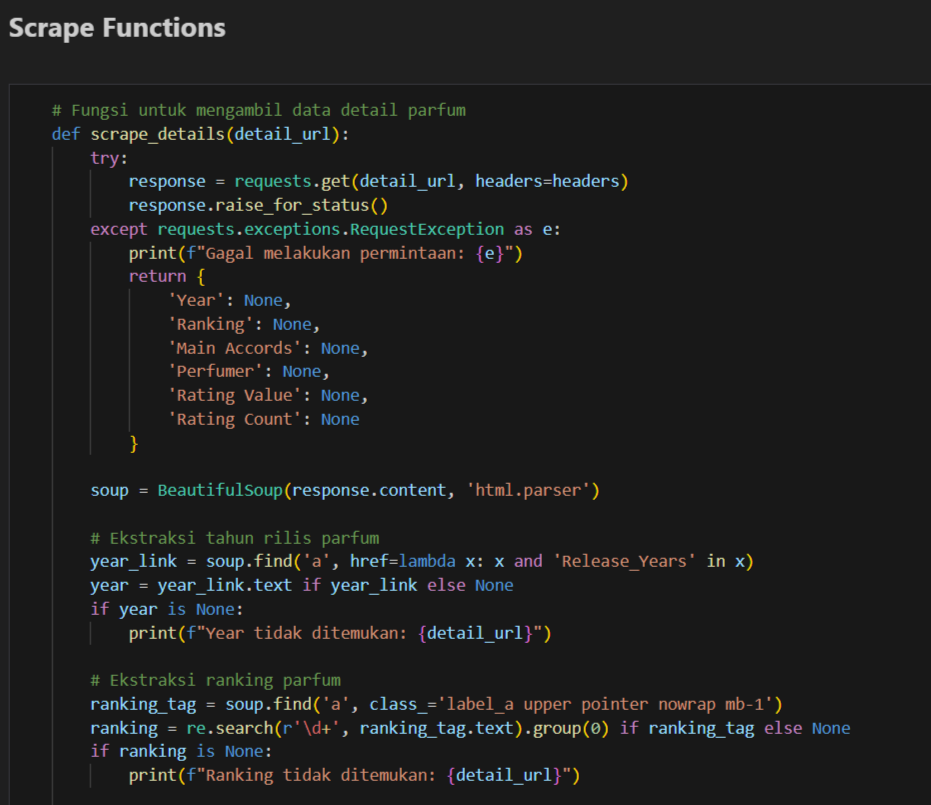 Scrape Functions
# Fungsi untuk mengambil data detail parfum
def scrape_details(detail_url):
    try:
        response = requests.get(detail_url, headers=headers)
        response.raise_for_status()
    except requests.exceptions.RequestException as e:
        print(f"Gagal melakukan permintaan: {e}")
        return {
            'Year': None,
            'Ranking': None,
            'Main Accords': None,
            'Perfumer': None,
            'Rating Value': None,
            'Rating Count': None
        }
    soup = BeautifulSoup(response.content, 'html.parser')
    # Ekstraksi tahun rilis parfum
    year_link = soup.find('a', href=lambda x: x and 'Release_Years' in x)
    year = year_link.text if year_link else None
    if year is None:
        print(f"Year tidak ditemukan: {detail_url}")
    # Ekstraksi ranking parfum
    ranking_tag = soup.find('a', class_='label_a upper pointer nowrap mb-1')
    ranking = re.search(r'\d+', ranking_tag.text).group(0) if ranking_tag else None
    if ranking is None:
        print(f"Ranking tidak ditemukan: {detail_url}")